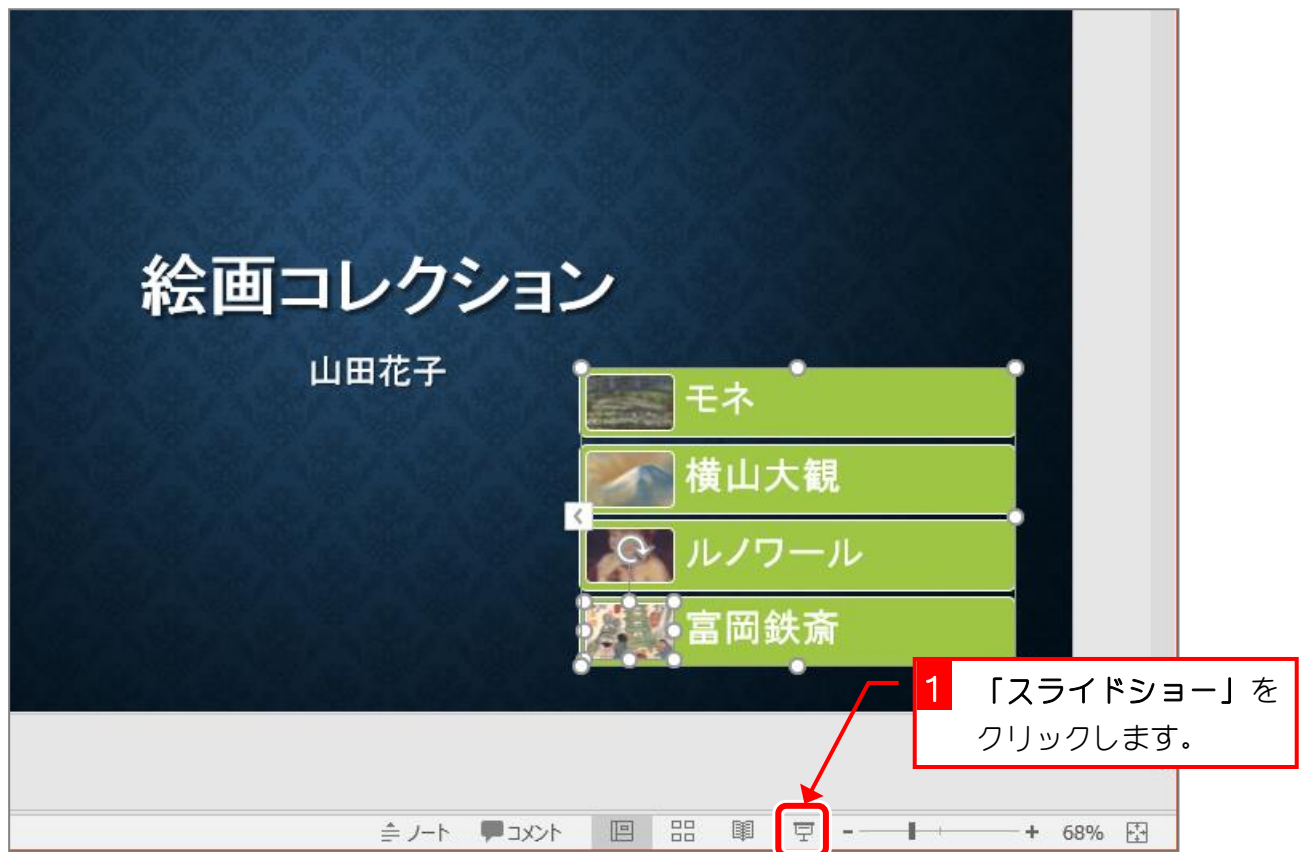 絵画コレクション
山田花子
モネ
横山大観
ルノワール
富岡鉄斎
1 「スライドショー」を
クリックします。
ノート コメント - + 68%